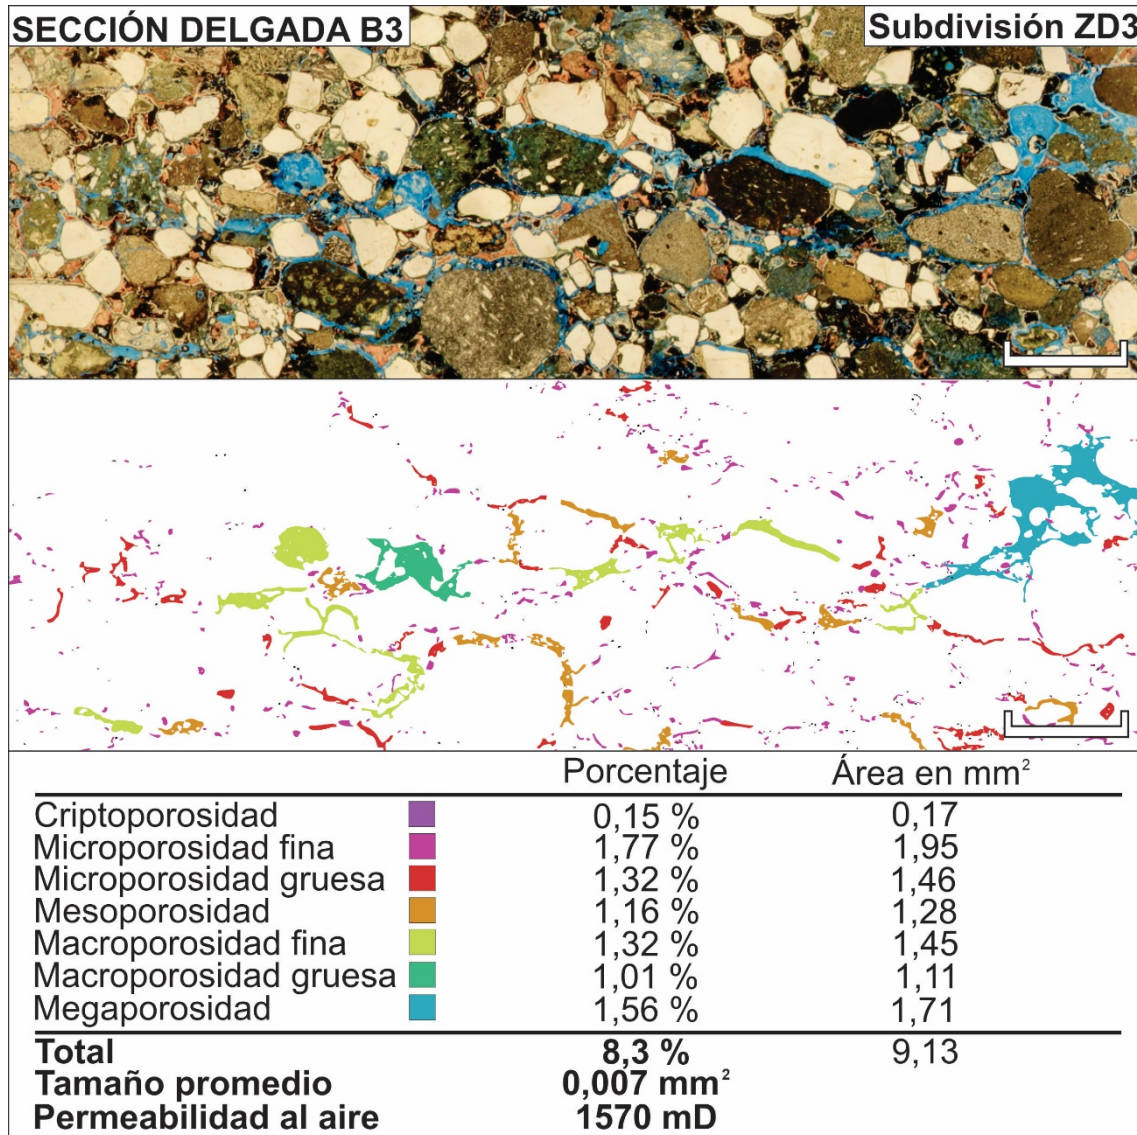 SECCIÓN DELGADA B3
Subdivisión ZD3
Porcentaje Área en mm²
Criptoporosidad 0,15 % 0,17
Microporosidad fina 1,77 % 1,95
Microporosidad gruesa 1,32 % 1,46
Mesoporosidad 1,16 % 1,28
Macroporosidad fina 1,32 % 1,45
Macroporosidad gruesa 1,01 % 1,11
Megaporosidad 1,56 % 1,71
Total 8,3 % 9,13
Tamaño promedio 0,007 mm²
Permeabilidad al aire 1570 mD